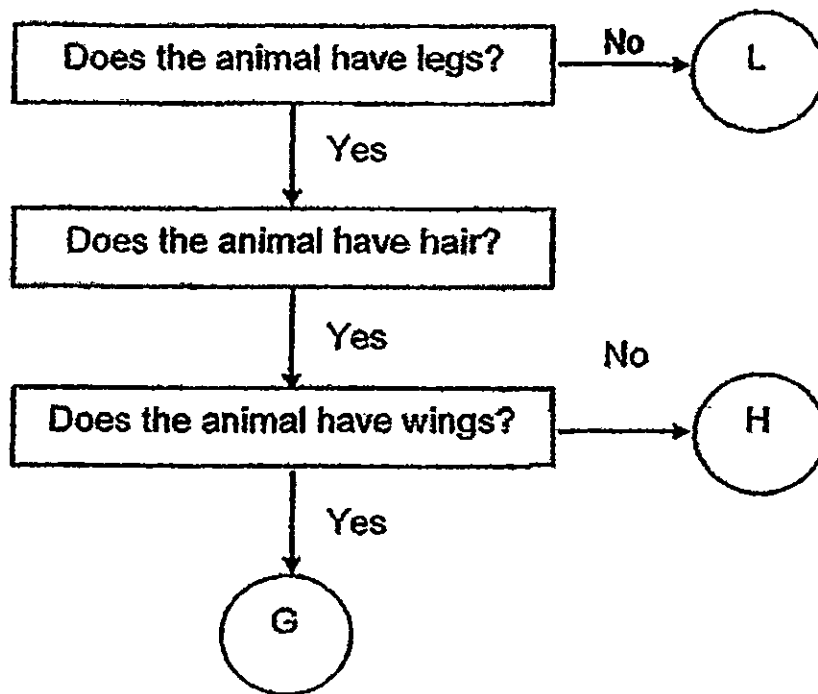 Does the animal have legs?
No
L
Yes
Does the animal have hair?
Yes
No
Does the animal have wings?
H
Yes
G